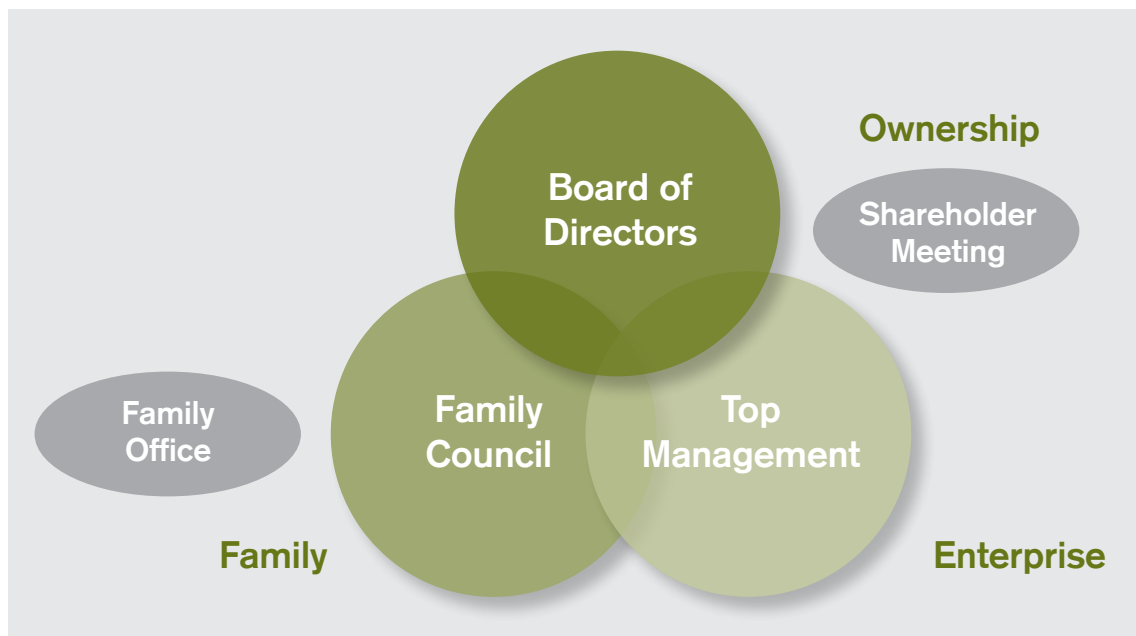 Ownership
Board of
Directors
Shareholder
Meeting
Family
Office
Family
Council
Top
Management
Family
Enterprise